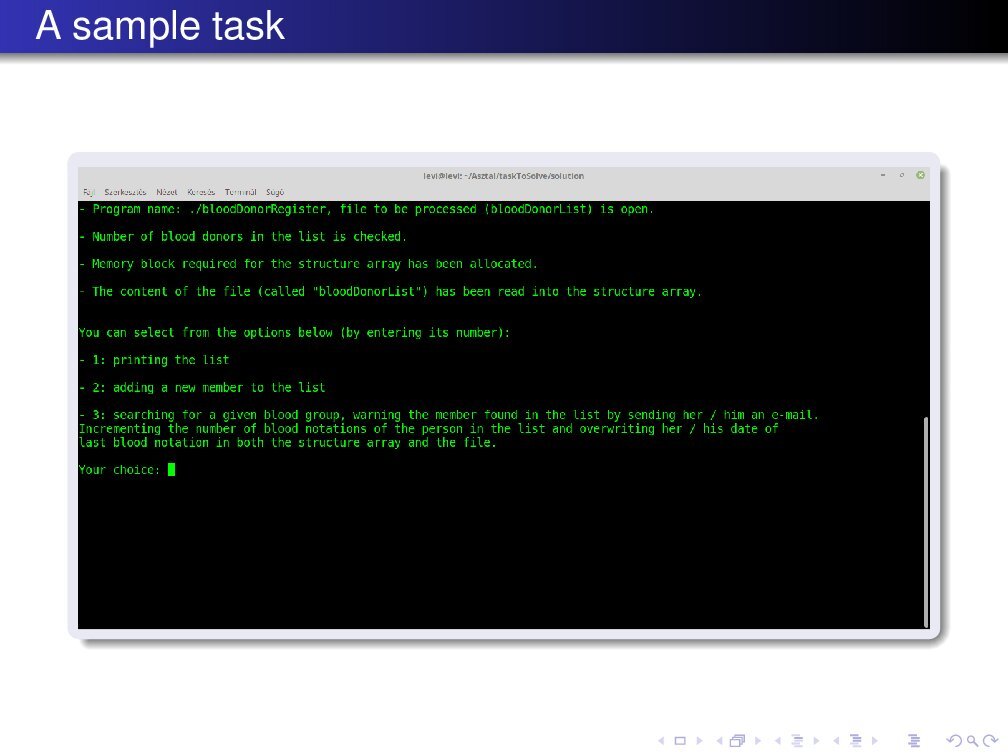 A sample task
levi@levi: ~/Asztal/taskToSolve/solution
Fájl Szerkesztés Nézet Keresés Terminál Súgó
- Program name: ./bloodDonorRegister, file to be processed (bloodDonorList) is open.
- Number of blood donors in the list is checked.
- Memory block required for the structure array has been allocated.
- The content of the file (called "bloodDonorList") has been read into the structure array.
You can select from the options below (by entering its number):
- 1: printing the list
- 2: adding a new member to the list
- 3: searching for a given blood group, warning the member found in the list by sending her / him an e-mail.
Incrementing the number of blood notations of the person in the list and overwriting her / his date of
last blood notation in both the structure array and the file.
Your choice: